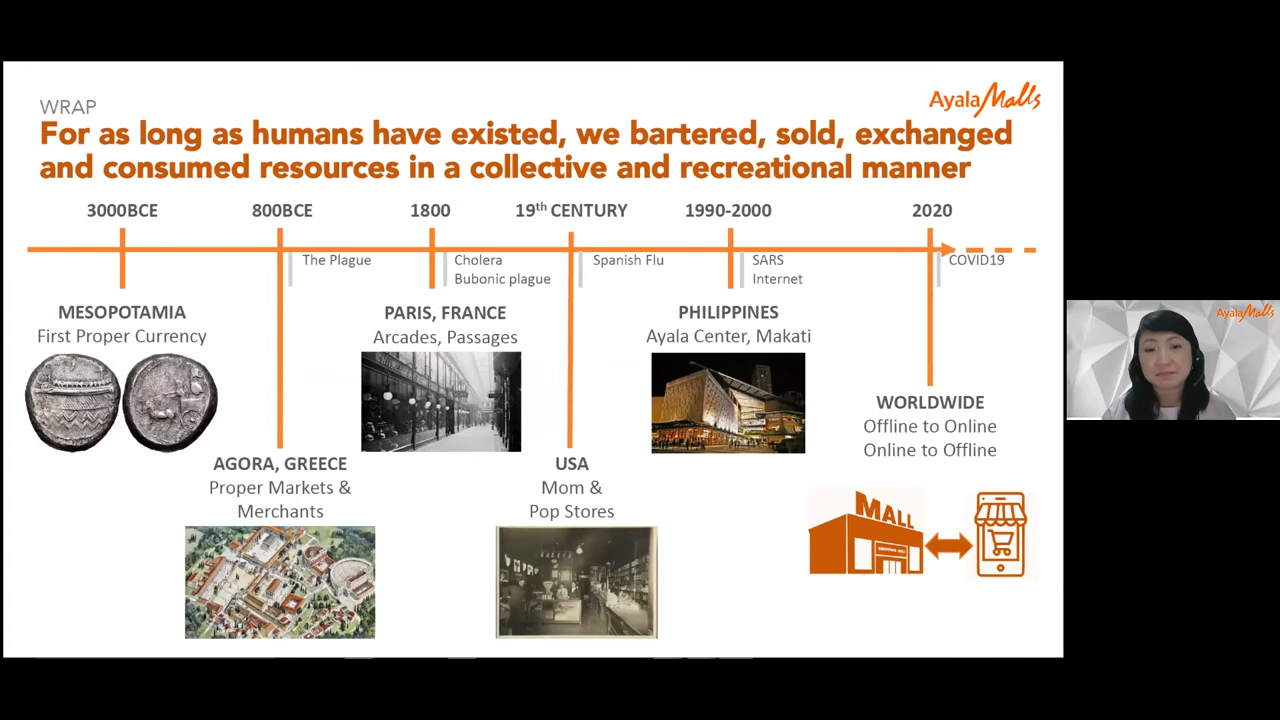 WRAP
AyalaMalls
For as long as humans have existed, we bartered, sold, exchanged
and consumed resources in a collective and recreational manner
3000BCE
800BCE
1800
19th CENTURY
1990-2000
2020
The Plague
Cholera
Bubonic plague
Spanish Flu
SARS
Internet
COVID19
MESOPOTAMIA
First Proper Currency
PARIS, FRANCE
Arcades, Passages
PHILIPPINES
Ayala Center, Makati
WORLDWIDE
Offline to Online
Online to Offline
AGORA, GREECE
Proper Markets &
Merchants
USA
Mom &
Pop Stores
MALL
AyalaMalls